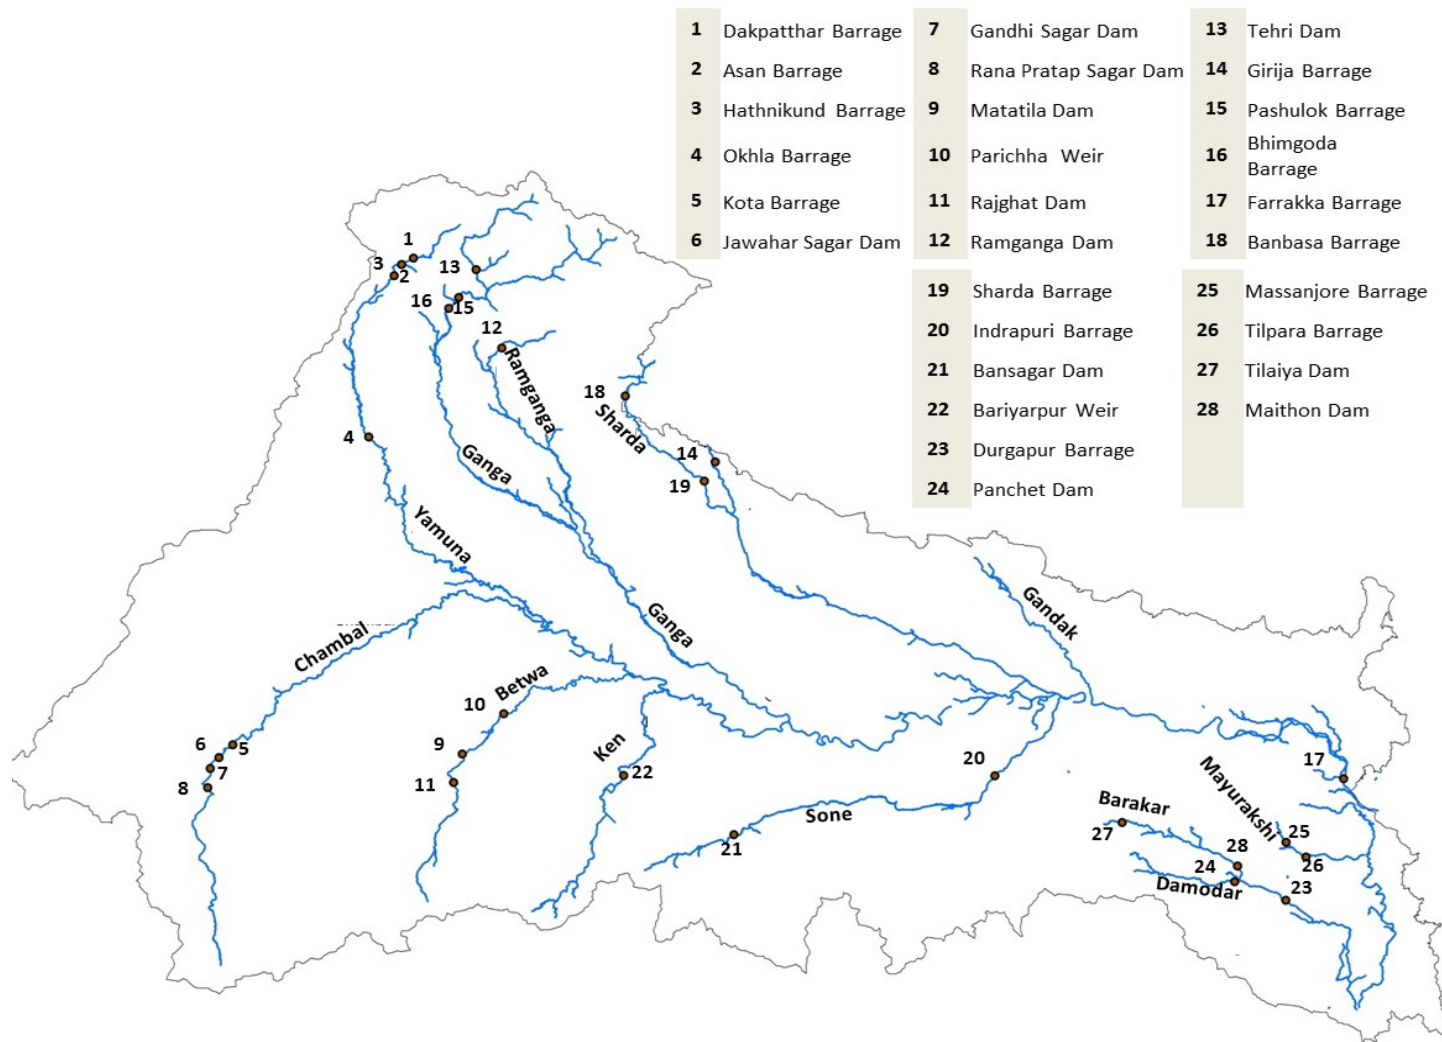 1 Dakpatthar Barrage 7 Gandhi Sagar Dam 13 Tehri Dam
2 Asan Barrage 8 Rana Pratap Sagar Dam 14 Girija Barrage
3 Hathnikund Barrage 9 Matatila Dam 15 Pashulok Barrage
4 Okhla Barrage 10 Parichha Weir 16 Bhimgoda
Barrage
5 Kota Barrage 11 Rajghat Dam 17 Farrakka Barrage
6 Jawahar Sagar Dam 12 Ramganga Dam 18 Banbasa Barrage
19 Sharda Barrage 25 Massanjore Barrage
20 Indrapuri Barrage 26 Tilpara Barrage
21 Bansagar Dam 27 Tilaiya Dam
22 Bariyarpur Weir 28 Maithon Dam
23 Durgapur Barrage
24 Panchet Dam
1
3
2
13
16
15
12
Ramganga
18
Sharda
4
Ganga
14
19
Yamuna
Gandak
Ganga
Chambal
Betwa
10
6
5
7
8
9
11
Ken
22
20
17
Mayurakshi
Sone
21
Barakar
27
25
26
28
24
Damodar
23